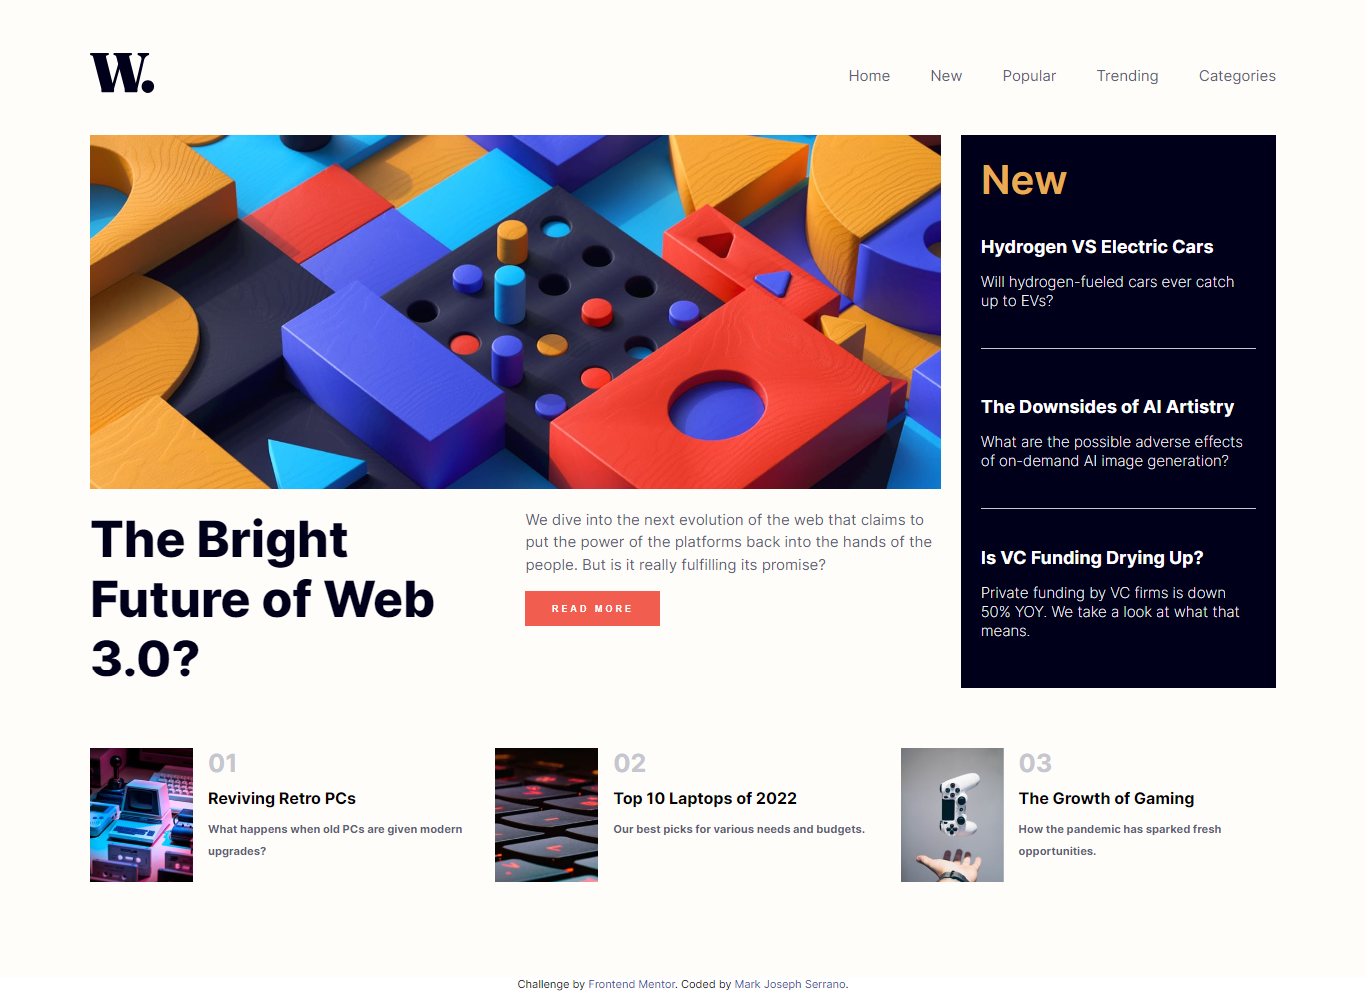 W.
Home New Popular Trending Categories
New
Hydrogen VS Electric Cars
Will hydrogen-fueled cars ever catch
up to EVs?
The Downsides of AI Artistry
What are the possible adverse effects
of on-demand AI image generation?
Is VC Funding Drying Up?
Private funding by VC firms is down
50% YOY. We take a look at what that
means.
The Bright
Future of Web
3.0?
We dive into the next evolution of the web that claims to
put the power of the platforms back into the hands of the
people. But is it really fulfilling its promise?
READ MORE
01
Reviving Retro PCs
What happens when old PCs are given modern
upgrades?
02
Top 10 Laptops of 2022
Our best picks for various needs and budgets.
03
The Growth of Gaming
How the pandemic has sparked fresh
opportunities.
Challenge by Frontend Mentor. Coded by Mark Joseph Serrano.